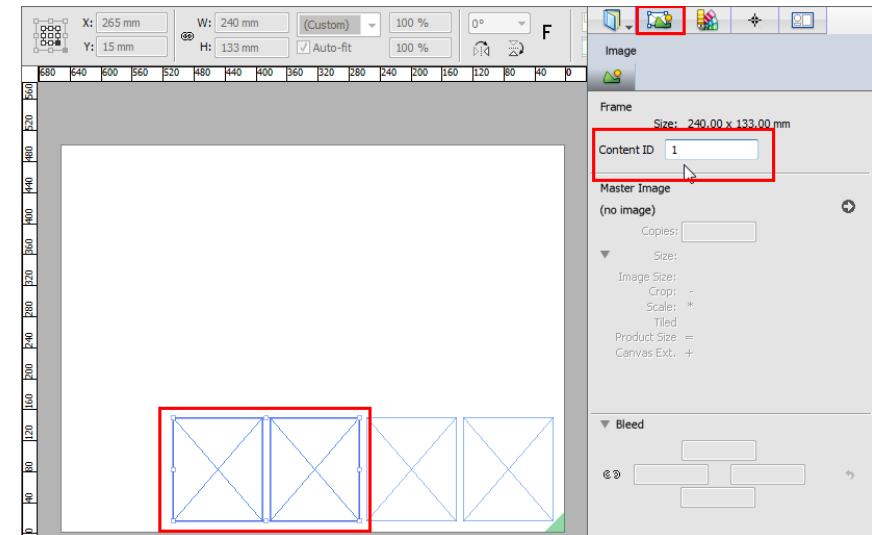 X: 265 mm W: 240 mm (Custom) 100 % 0° F
Y: 15 mm H: 133 mm Auto-fit 100 %
Image
680 640 600 560 520 480 440 400 360 320 280 240 200 160 120 80 40 0
560
520
480
440
400
360
320
280
240
200
160
120
80
40
0
Frame
Size: 240.00 x 133.00 mm
Content ID 1
Master Image
(no image)
Copies:
Size:
Image Size:
Crop: -
Scale: *
Tiled
Product Size =
Canvas Ext. +
Bleed